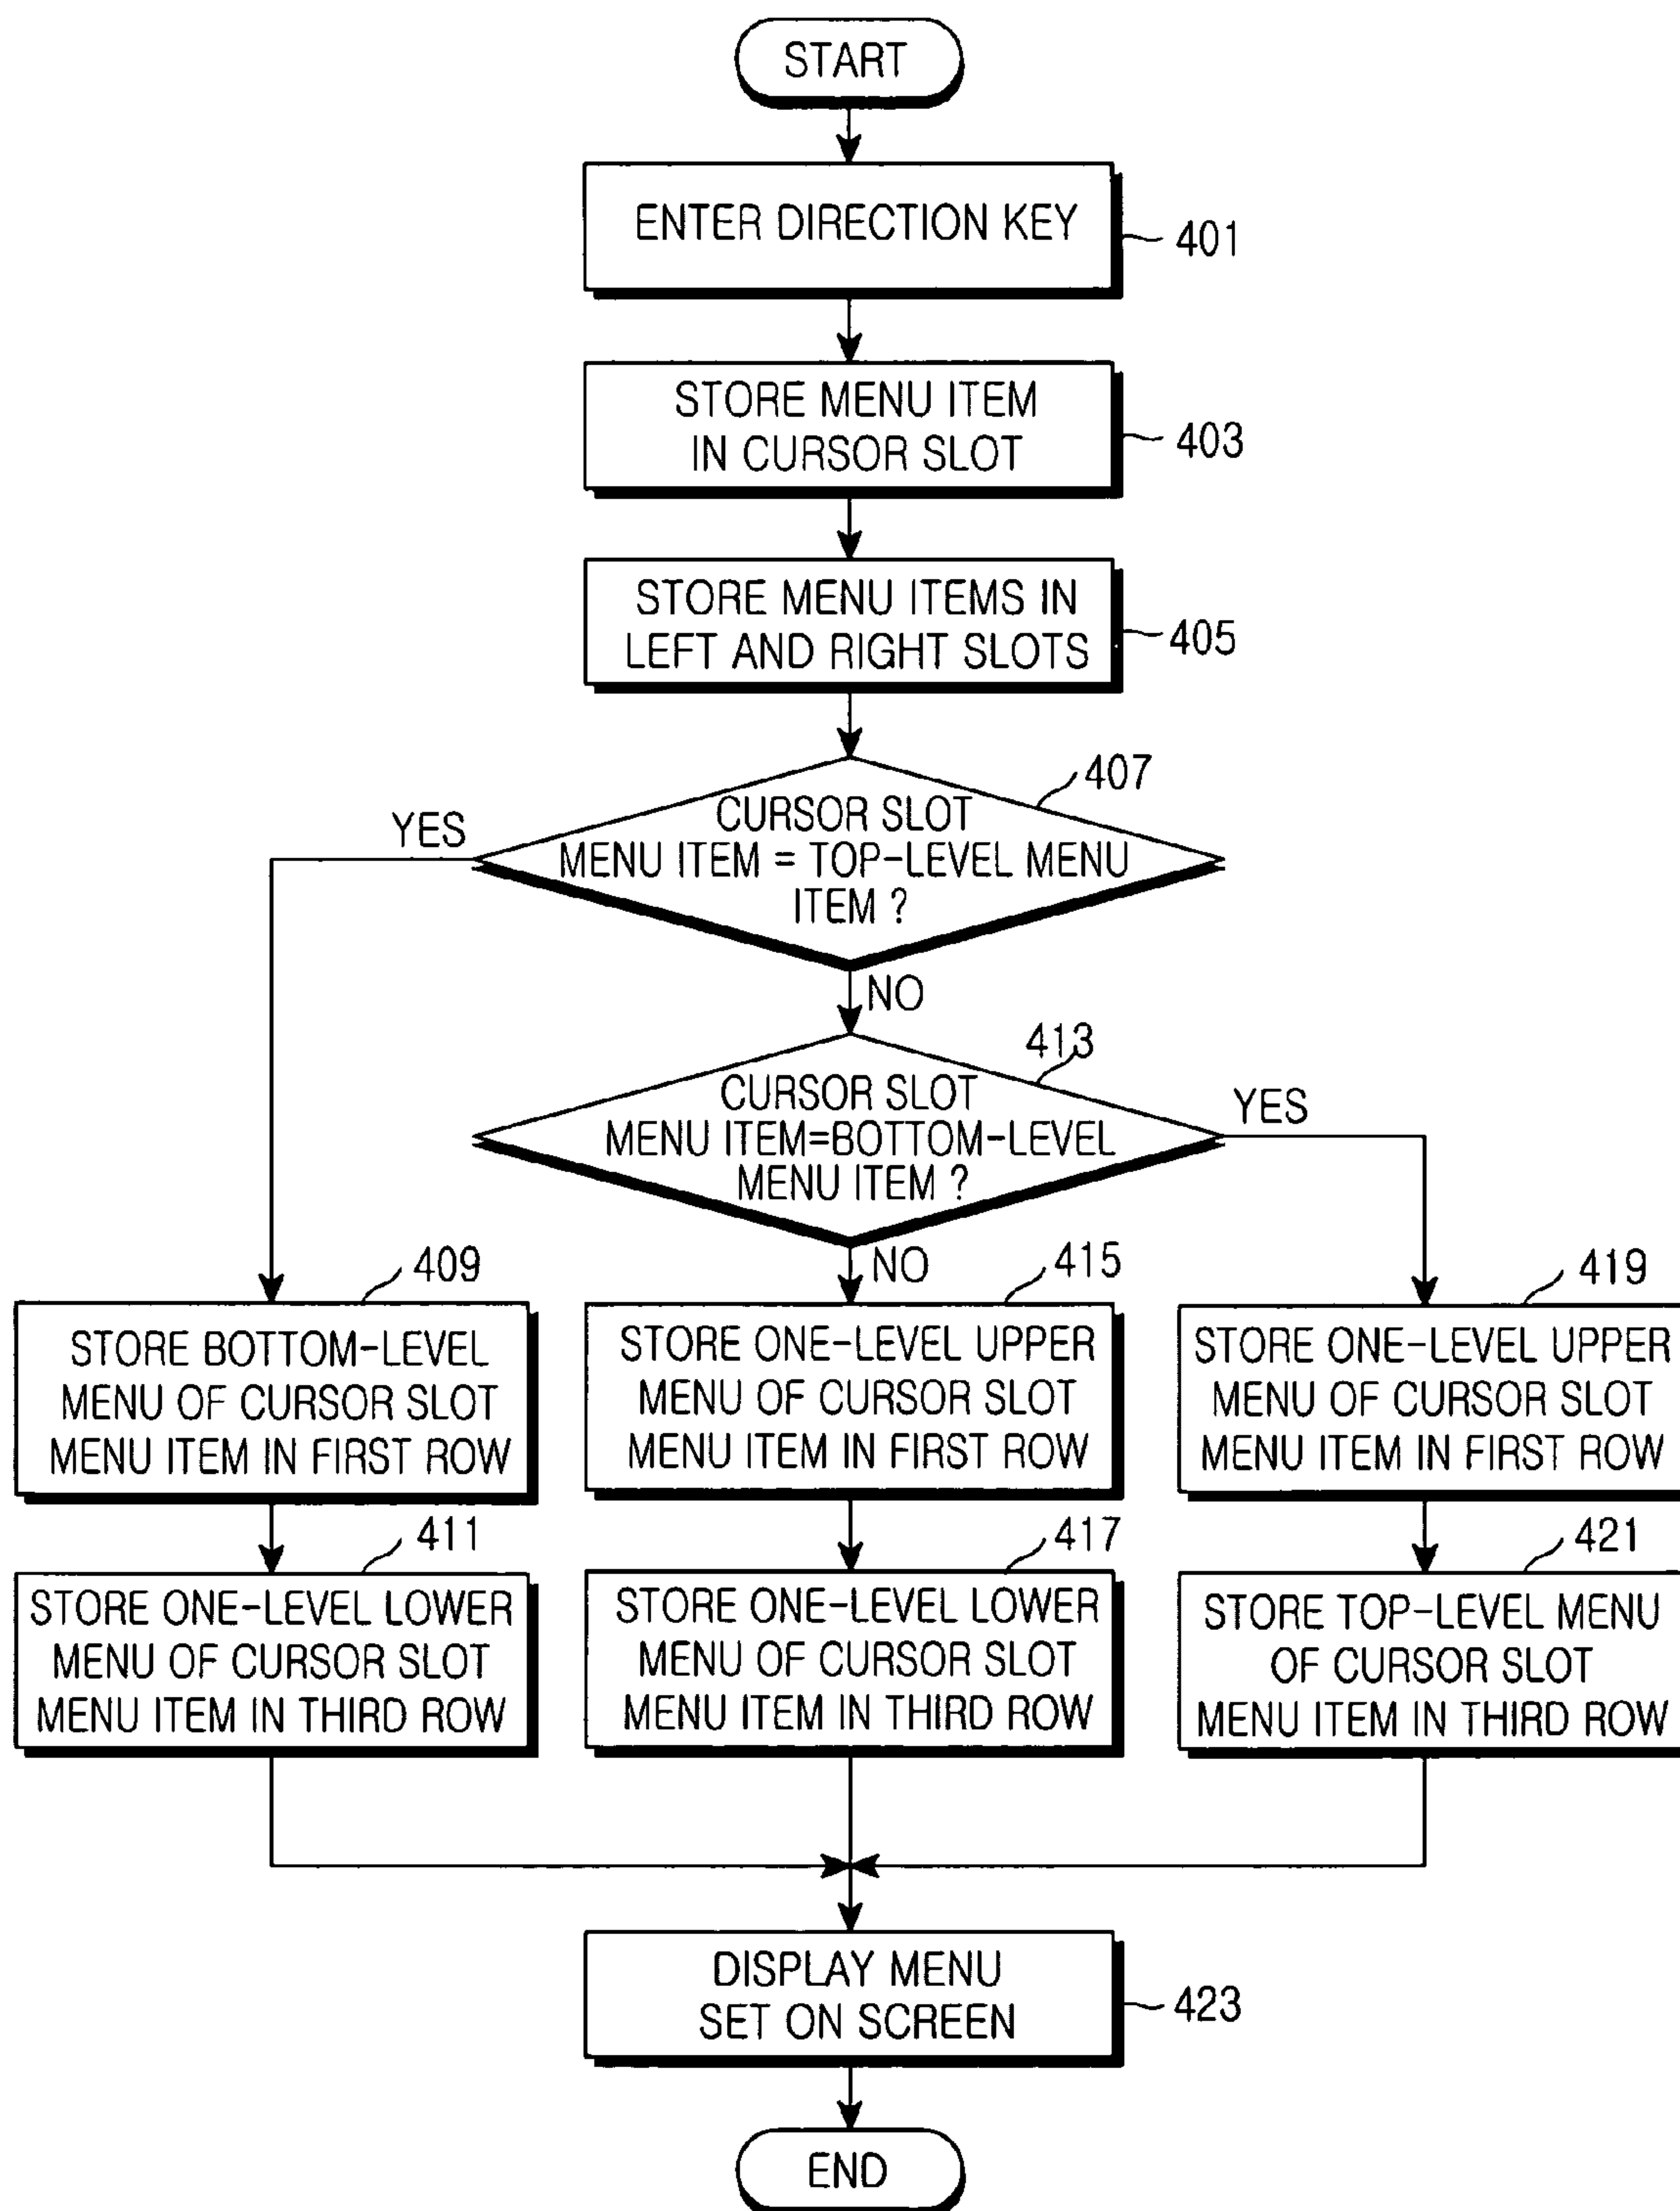 START
ENTER DIRECTION KEY
401
STORE MENU ITEM
IN CURSOR SLOT
403
STORE MENU ITEMS IN
LEFT AND RIGHT SLOTS
405
407
CURSOR SLOT
MENU ITEM = TOP-LEVEL MENU
ITEM ?
YES
NO
413
CURSOR SLOT
MENU ITEM=BOTTOM-LEVEL
MENU ITEM ?
YES
NO
409
STORE BOTTOM-LEVEL
MENU OF CURSOR SLOT
MENU ITEM IN FIRST ROW
415
STORE ONE-LEVEL UPPER
MENU OF CURSOR SLOT
MENU ITEM IN FIRST ROW
419
STORE ONE-LEVEL UPPER
MENU OF CURSOR SLOT
MENU ITEM IN FIRST ROW
411
STORE ONE-LEVEL LOWER
MENU OF CURSOR SLOT
MENU ITEM IN THIRD ROW
417
STORE ONE-LEVEL LOWER
MENU OF CURSOR SLOT
MENU ITEM IN THIRD ROW
421
STORE TOP-LEVEL MENU
OF CURSOR SLOT
MENU ITEM IN THIRD ROW
DISPLAY MENU
SET ON SCREEN
423
END